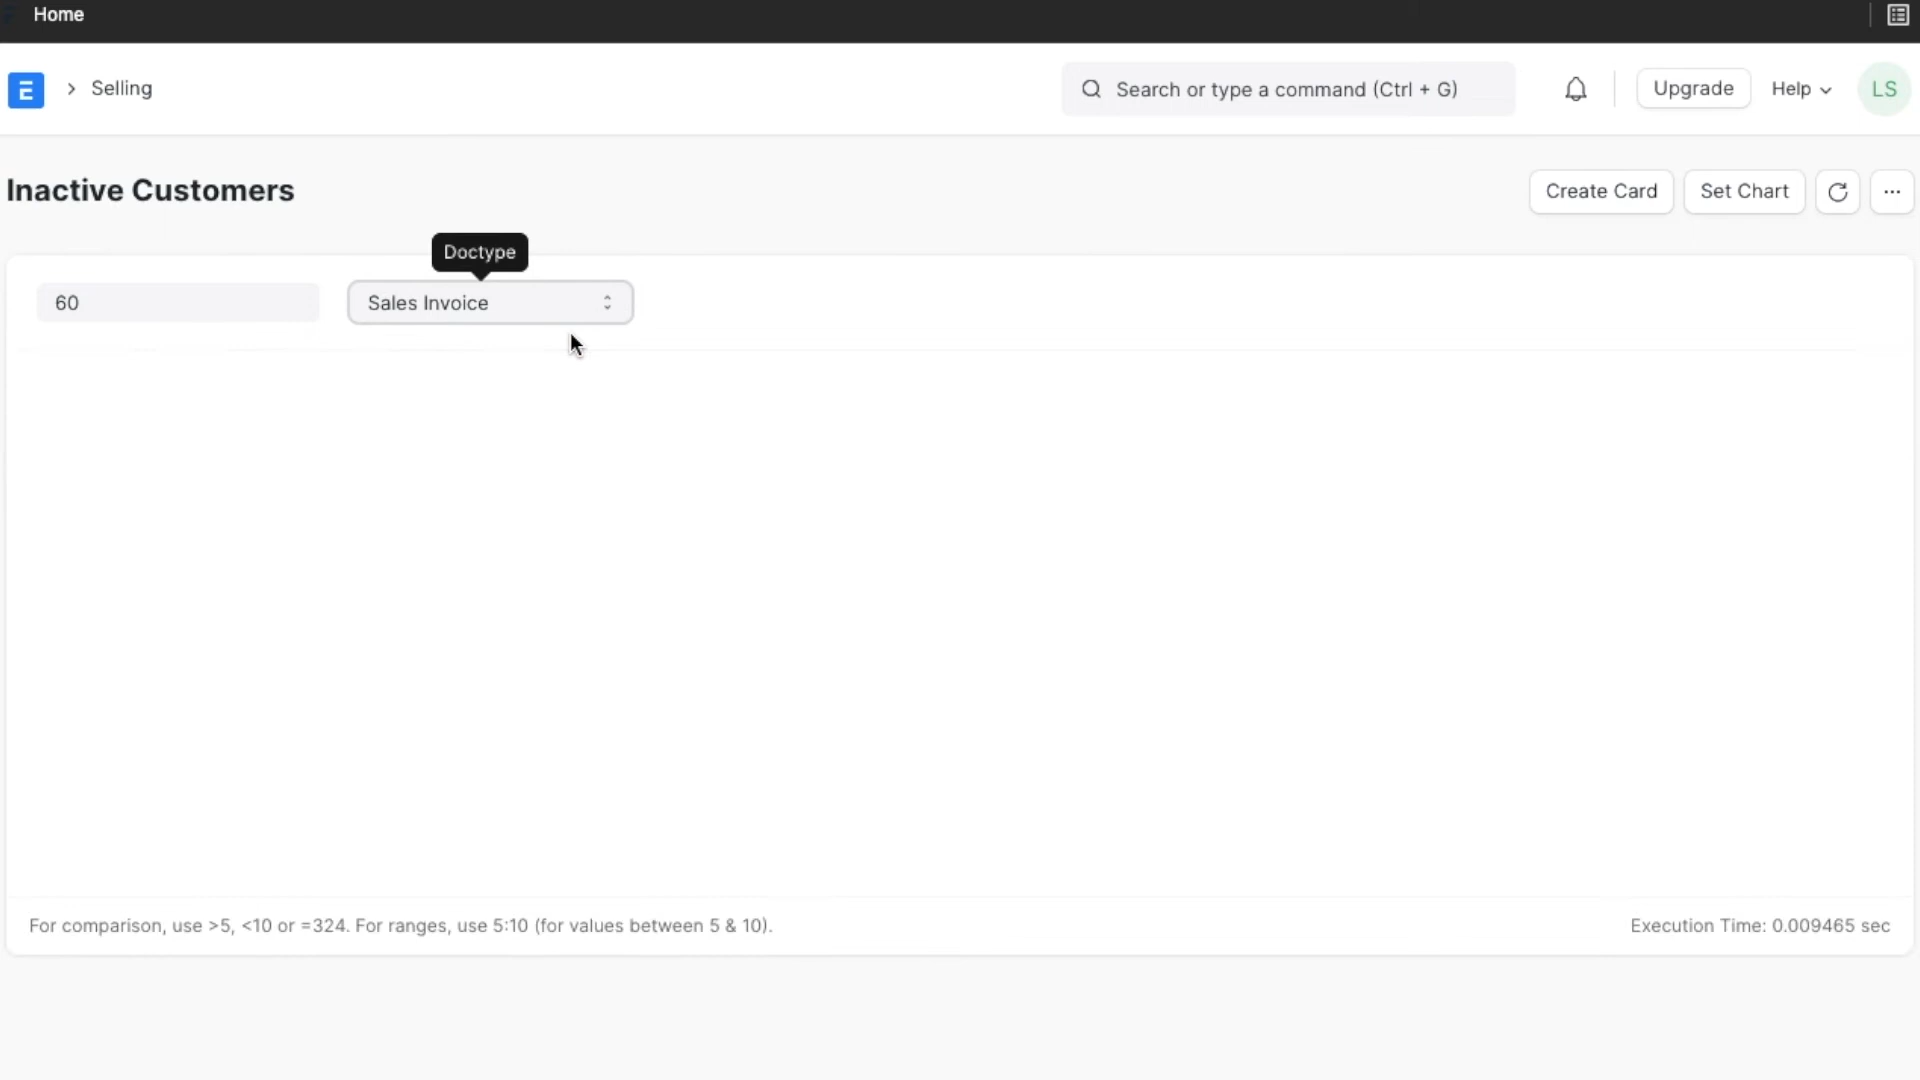 Home
Selling
Search or type a command (Ctrl + G)
Upgrade
Help
LS
Inactive Customers
Create Card
Set Chart
Doctype
60
Sales Invoice
For comparison, use >5, <10 or =324. For ranges, use 5:10 (for values between 5 & 10).
Execution Time: 0.009465 sec